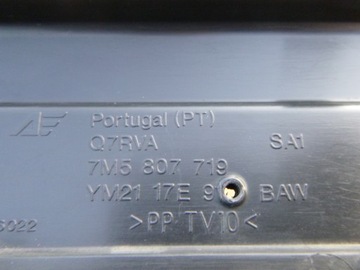 Portugal (PT)
Q7RVA SA1
7M5 807 719
YM21 17E 9 BAW
>PP TV10<
6022